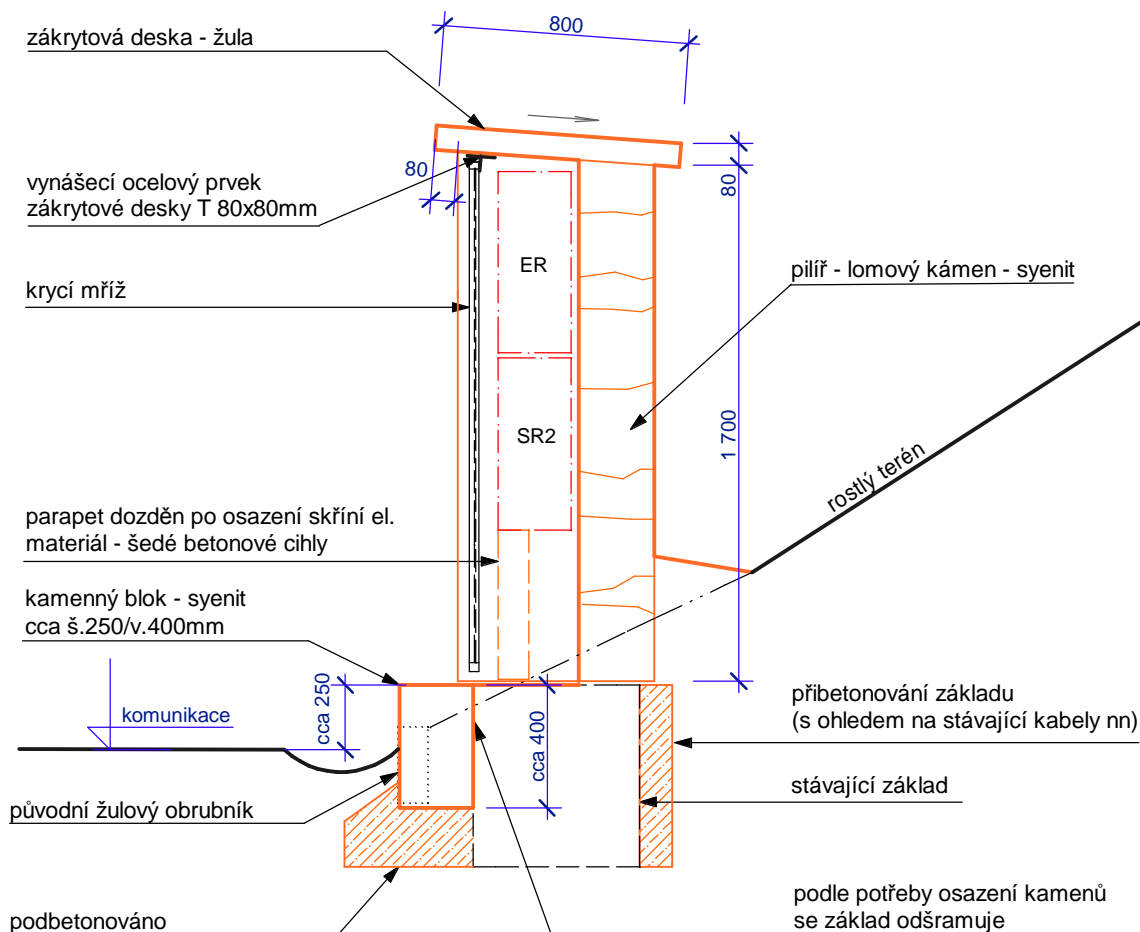 800
zákrytová deska - žula
80
80
vynášecí ocelový prvek
zákrytové desky T 80x80mm
ER
pilíř - lomový kámen - syenit
krycí mříž
1 700
SR2
rostlý terén
parapet dozděn po osazení skříní el.
materiál - šedé betonové cihly
kamenný blok - syenit
cca š.250/v.400mm
komunikace
cca 250
cca 400
přibetonování základu
(s ohledem na stávající kabely nn)
stávající základ
původní žulový obrubník
podbetonováno
podle potřeby osazení kamenů
se základ odšramuje